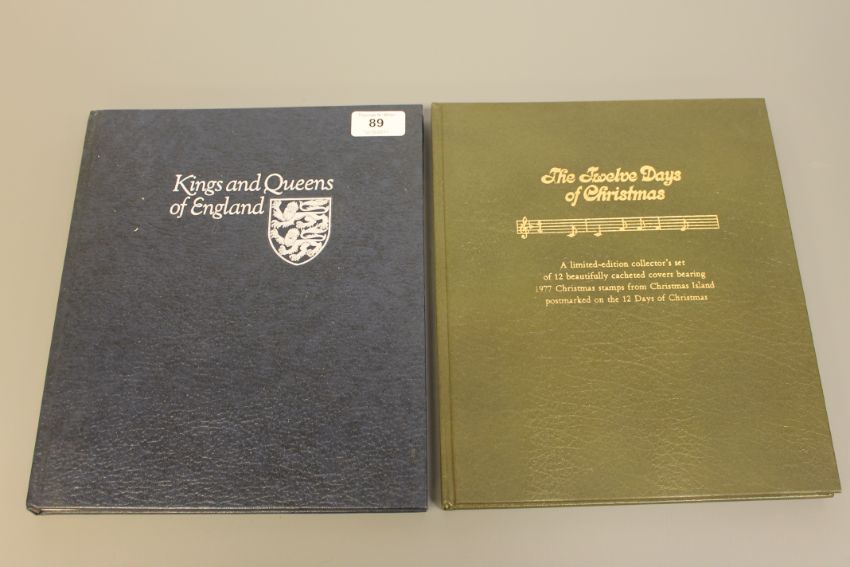 89
Kings and Queens
of England
The Twelve Days
of Christmas
A limited-edition collector's set
of 12 beautifully cacheted covers bearing
1977 Christmas stamps from Christmas Island
postmarked on the 12 Days of Christmas